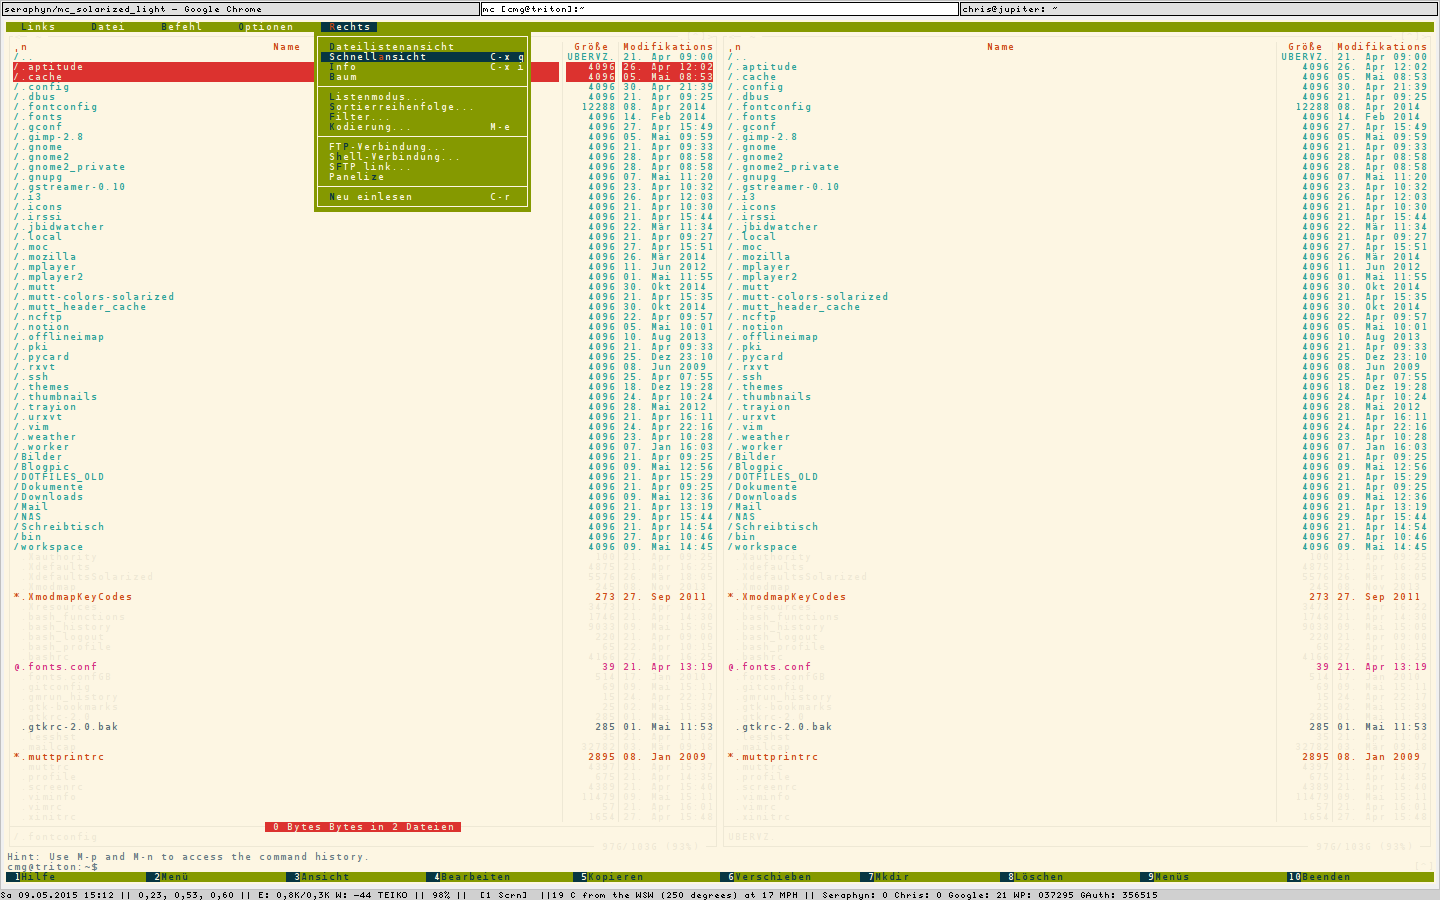 seraphyn/mc_solarized_light - Google Chrome
mc [cmg@triton]:~
chris@jupiter: ~
Links Datei Befehl Optionen Rechts
Dateilistenansicht
Schnellansicht C-x q
Info C-x i
Baum
Listenmodus...
Sortierreihenfolge...
Filter...
Kodierung... M-e
FTP-Verbindung...
Shell-Verbindung...
SFTP link...
Panelize
Neu einlesen C-r
,n Name Größe Modifikations
/.. ÜBERVZ. 21. Apr 09:00
/.aptitude 4096 26. Apr 12:02
/.cache 4096 05. Mai 08:53
/.config 4096 30. Apr 21:39
/.dbus 4096 21. Apr 09:25
/.fontconfig 12288 08. Apr 2014
/.fonts 4096 14. Feb 2014
/.gconf 4096 27. Apr 15:49
/.gimp-2.8 4096 05. Mai 09:59
/.gnome 4096 21. Apr 09:33
/.gnome2 4096 28. Apr 08:58
/.gnome2_private 4096 28. Apr 08:58
/.gnupg 4096 07. Mai 11:20
/.gstreamer-0.10 4096 23. Apr 10:32
/.i3 4096 26. Apr 12:03
/.icons 4096 21. Apr 10:30
/.irssi 4096 21. Apr 15:44
/.jbidwatcher 4096 22. Mär 11:34
/.local 4096 21. Apr 09:27
/.moc 4096 27. Apr 15:51
/.mozilla 4096 26. Mär 2014
/.mplayer 4096 11. Jun 2012
/.mplayer2 4096 01. Mai 11:55
/.mutt 4096 30. Okt 2014
/.mutt-colors-solarized 4096 21. Apr 15:35
/.mutt_header_cache 4096 30. Okt 2014
/.ncftp 4096 22. Apr 09:57
/.notion 4096 05. Mai 10:01
/.offlineimap 4096 10. Aug 2013
/.pki 4096 21. Apr 09:33
/.pycard 4096 25. Dez 23:10
/.rxvt 4096 08. Jun 2009
/.ssh 4096 25. Apr 07:55
/.themes 4096 18. Dez 19:28
/.thumbnails 4096 24. Apr 10:24
/.trayion 4096 28. Mai 2012
/.urxvt 4096 21. Apr 16:11
/.vim 4096 24. Apr 22:16
/.weather 4096 23. Apr 10:28
/.worker 4096 07. Jan 16:03
/Bilder 4096 21. Apr 09:25
/Blogpic 4096 09. Mai 12:56
/DOTFILES_OLD 4096 21. Apr 15:29
/Dokumente 4096 21. Apr 09:25
/Downloads 4096 09. Mai 12:36
/Mail 4096 21. Apr 13:19
/NAS 4096 29. Apr 15:44
/Schreibtisch 4096 21. Apr 14:54
/bin 4096 27. Apr 10:46
/workspace 4096 09. Mai 14:45
*.XmodmapKeyCodes 273 27. Sep 2011
@.fonts.conf 39 21. Apr 13:19
.gtkrc-2.0.bak 285 01. Mai 11:53
*.muttprintrc 2895 08. Jan 2009
0 Bytes Bytes in 2 Dateien
/.fontconfig
,n Name Größe Modifikations
/.. ÜBERVZ. 21. Apr 09:00
/.aptitude 4096 26. Apr 12:02
/.cache 4096 05. Mai 08:53
/.config 4096 30. Apr 21:39
/.dbus 4096 21. Apr 09:25
/.fontconfig 12288 08. Apr 2014
/.fonts 4096 14. Feb 2014
/.gconf 4096 27. Apr 15:49
/.gimp-2.8 4096 05. Mai 09:59
/.gnome 4096 21. Apr 09:33
/.gnome2 4096 28. Apr 08:58
/.gnome2_private 4096 28. Apr 08:58
/.gnupg 4096 07. Mai 11:20
/.gstreamer-0.10 4096 23. Apr 10:32
/.i3 4096 26. Apr 12:03
/.icons 4096 21. Apr 10:30
/.irssi 4096 21. Apr 15:44
/.jbidwatcher 4096 22. Mär 11:34
/.local 4096 21. Apr 09:27
/.moc 4096 27. Apr 15:51
/.mozilla 4096 26. Mär 2014
/.mplayer 4096 11. Jun 2012
/.mplayer2 4096 01. Mai 11:55
/.mutt 4096 30. Okt 2014
/.mutt-colors-solarized 4096 21. Apr 15:35
/.mutt_header_cache 4096 30. Okt 2014
/.ncftp 4096 22. Apr 09:57
/.notion 4096 05. Mai 10:01
/.offlineimap 4096 10. Aug 2013
/.pki 4096 21. Apr 09:33
/.pycard 4096 25. Dez 23:10
/.rxvt 4096 08. Jun 2009
/.ssh 4096 25. Apr 07:55
/.themes 4096 18. Dez 19:28
/.thumbnails 4096 24. Apr 10:24
/.trayion 4096 28. Mai 2012
/.urxvt 4096 21. Apr 16:11
/.vim 4096 24. Apr 22:16
/.weather 4096 23. Apr 10:28
/.worker 4096 07. Jan 16:03
/Bilder 4096 21. Apr 09:25
/Blogpic 4096 09. Mai 12:56
/DOTFILES_OLD 4096 21. Apr 15:29
/Dokumente 4096 21. Apr 09:25
/Downloads 4096 09. Mai 12:36
/Mail 4096 21. Apr 13:19
/NAS 4096 29. Apr 15:44
/Schreibtisch 4096 21. Apr 14:54
/bin 4096 27. Apr 10:46
/workspace 4096 09. Mai 14:45
*.XmodmapKeyCodes 273 27. Sep 2011
@.fonts.conf 39 21. Apr 13:19
.gtkrc-2.0.bak 285 01. Mai 11:53
*.muttprintrc 2895 08. Jan 2009
Hint: Use M-p and M-n to access the command history.
cmg@triton:~$
1Hilfe 2Menü 3Ansicht 4Bearbeiten 5Kopieren 6Verschieben 7Mkdir 8Löschen 9Menüs 10Beenden
Sa 09.05.2015 15:12 || 0,23, 0,53, 0,60 || E: 0,8K/0,3K W: -44 TEIKO || 98% || [1 Scrn] ||19 C from the WSW (250 degrees) at 17 MPH || Seraphyn: 0 Chris: 0 Google: 21 WP: 037295 GAuth: 356515